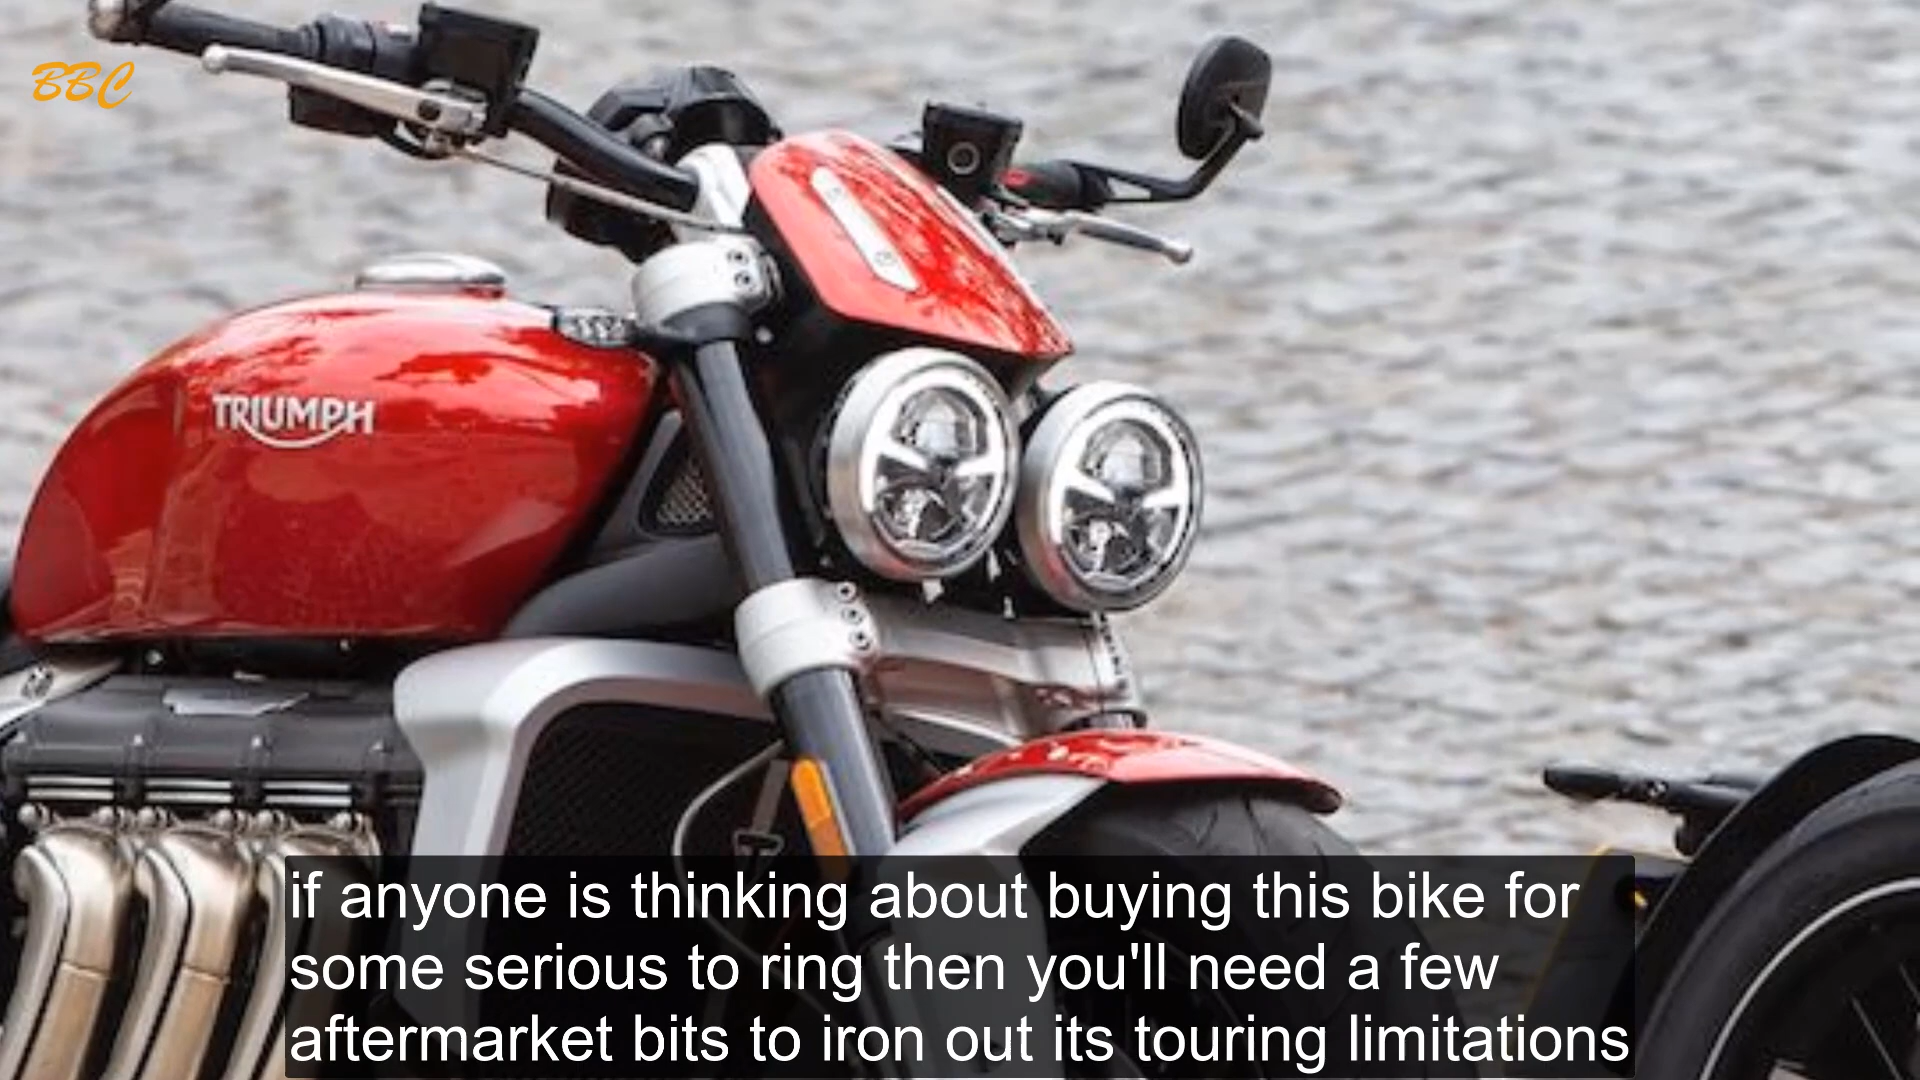 BBC
TRIUMPH
if anyone is thinking about buying this bike for
some serious to ring then you'll need a few
aftermarket bits to iron out its touring limitations